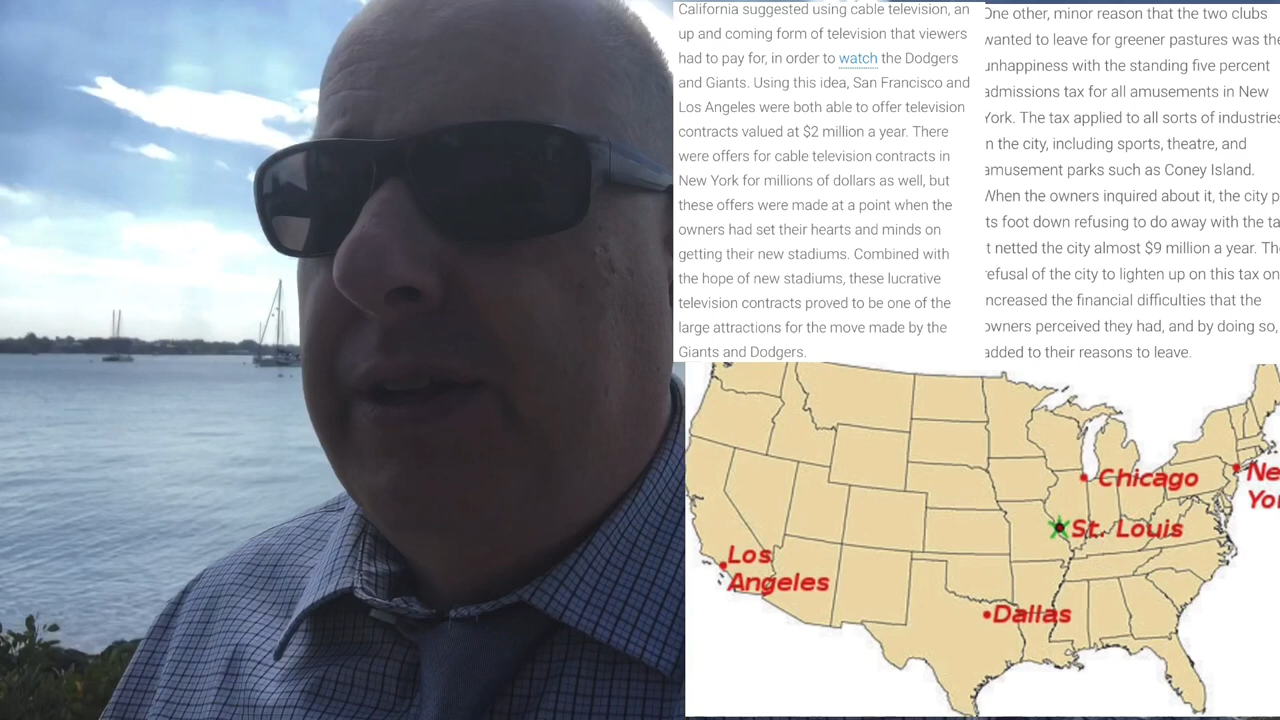 California suggested using cable television, an
up and coming form of television that viewers
had to pay for, in order to watch the Dodgers
and Giants. Using this idea, San Francisco and
Los Angeles were both able to offer television
contracts valued at $2 million a year. There
were offers for cable television contracts in
New York for millions of dollars as well, but
these offers were made at a point when the
owners had set their hearts and minds on
getting their new stadiums. Combined with
the hope of new stadiums, these lucrative
television contracts proved to be one of the
large attractions for the move made by the
Giants and Dodgers.
One other, minor reason that the two clubs
wanted to leave for greener pastures was the
unhappiness with the standing five percent
admissions tax for all amusements in New
York. The tax applied to all sorts of industries
in the city, including sports, theatre, and
amusement parks such as Coney Island.
When the owners inquired about it, the city p
its foot down refusing to do away with the ta
it netted the city almost $9 million a year. Th
refusal of the city to lighten up on this tax on
increased the financial difficulties that the
owners perceived they had, and by doing so,
added to their reasons to leave.
Chicago
Ne
Yor
St. Louis
Los
Angeles
Dallas